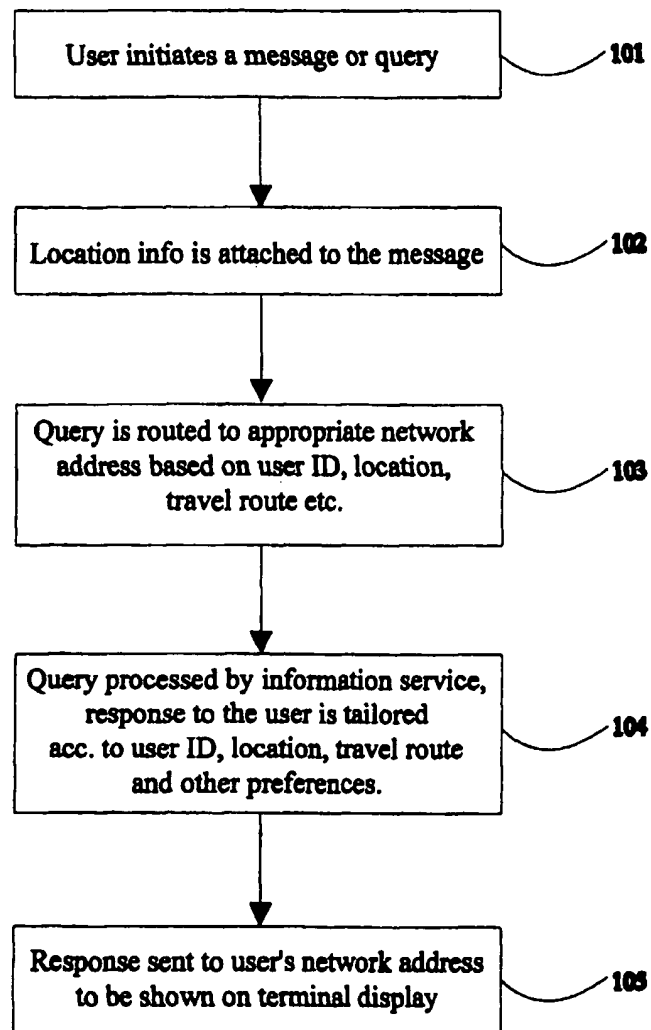 User initiates a message or query
101
Location info is attached to the message
102
Query is routed to appropriate network
address based on user ID, location,
travel route etc.
103
Query processed by information service,
response to the user is tailored
acc. to user ID, location, travel route
and other preferences.
104
Response sent to user's network address
to be shown on terminal display
105